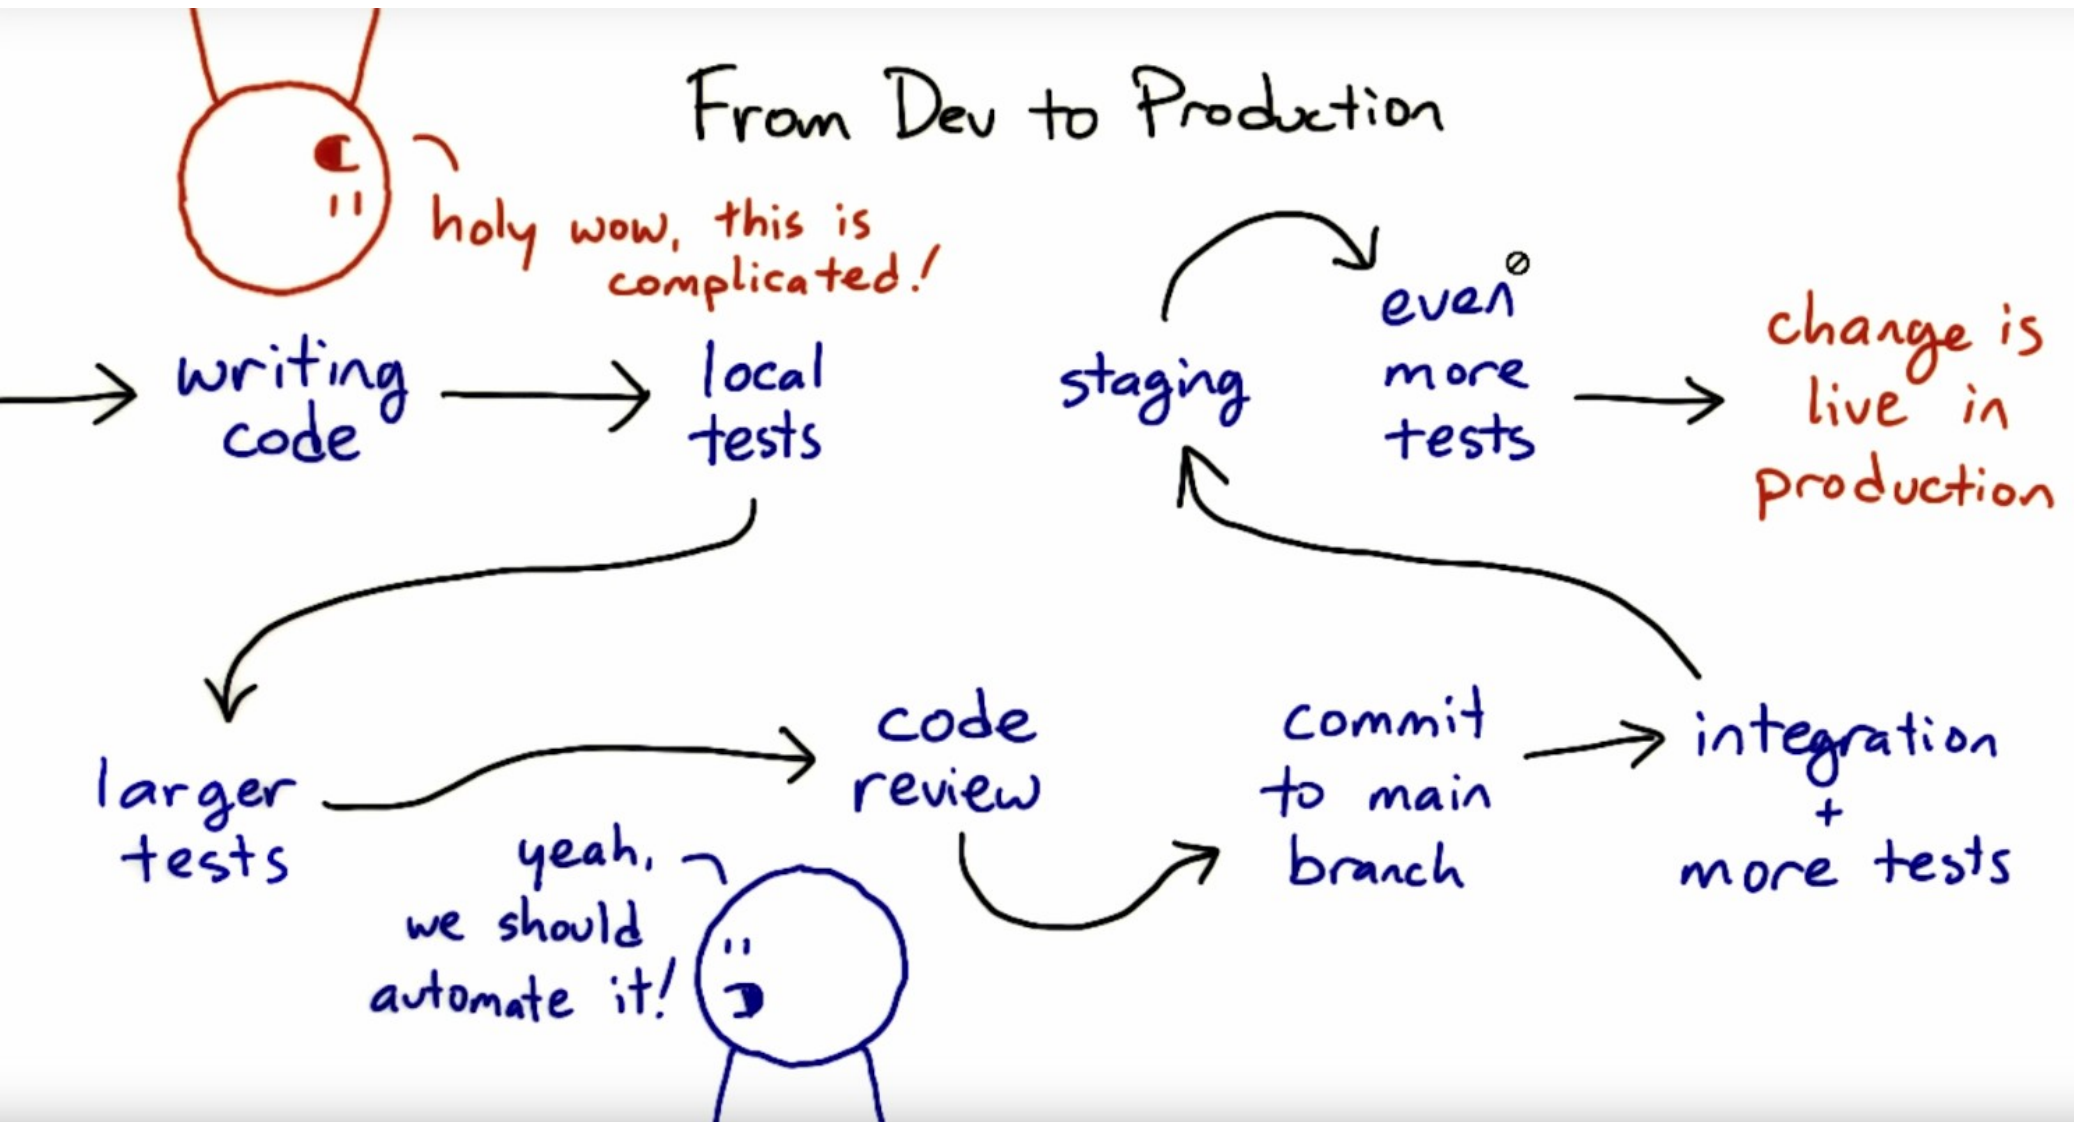 From Dev to Production
holy wow, this is
complicated!
writing
code
local
tests
larger
tests
code
review
commit
to main
branch
integration
+
more tests
staging
even
more
tests
change is
live in
production
yeah,
we should
automate it!